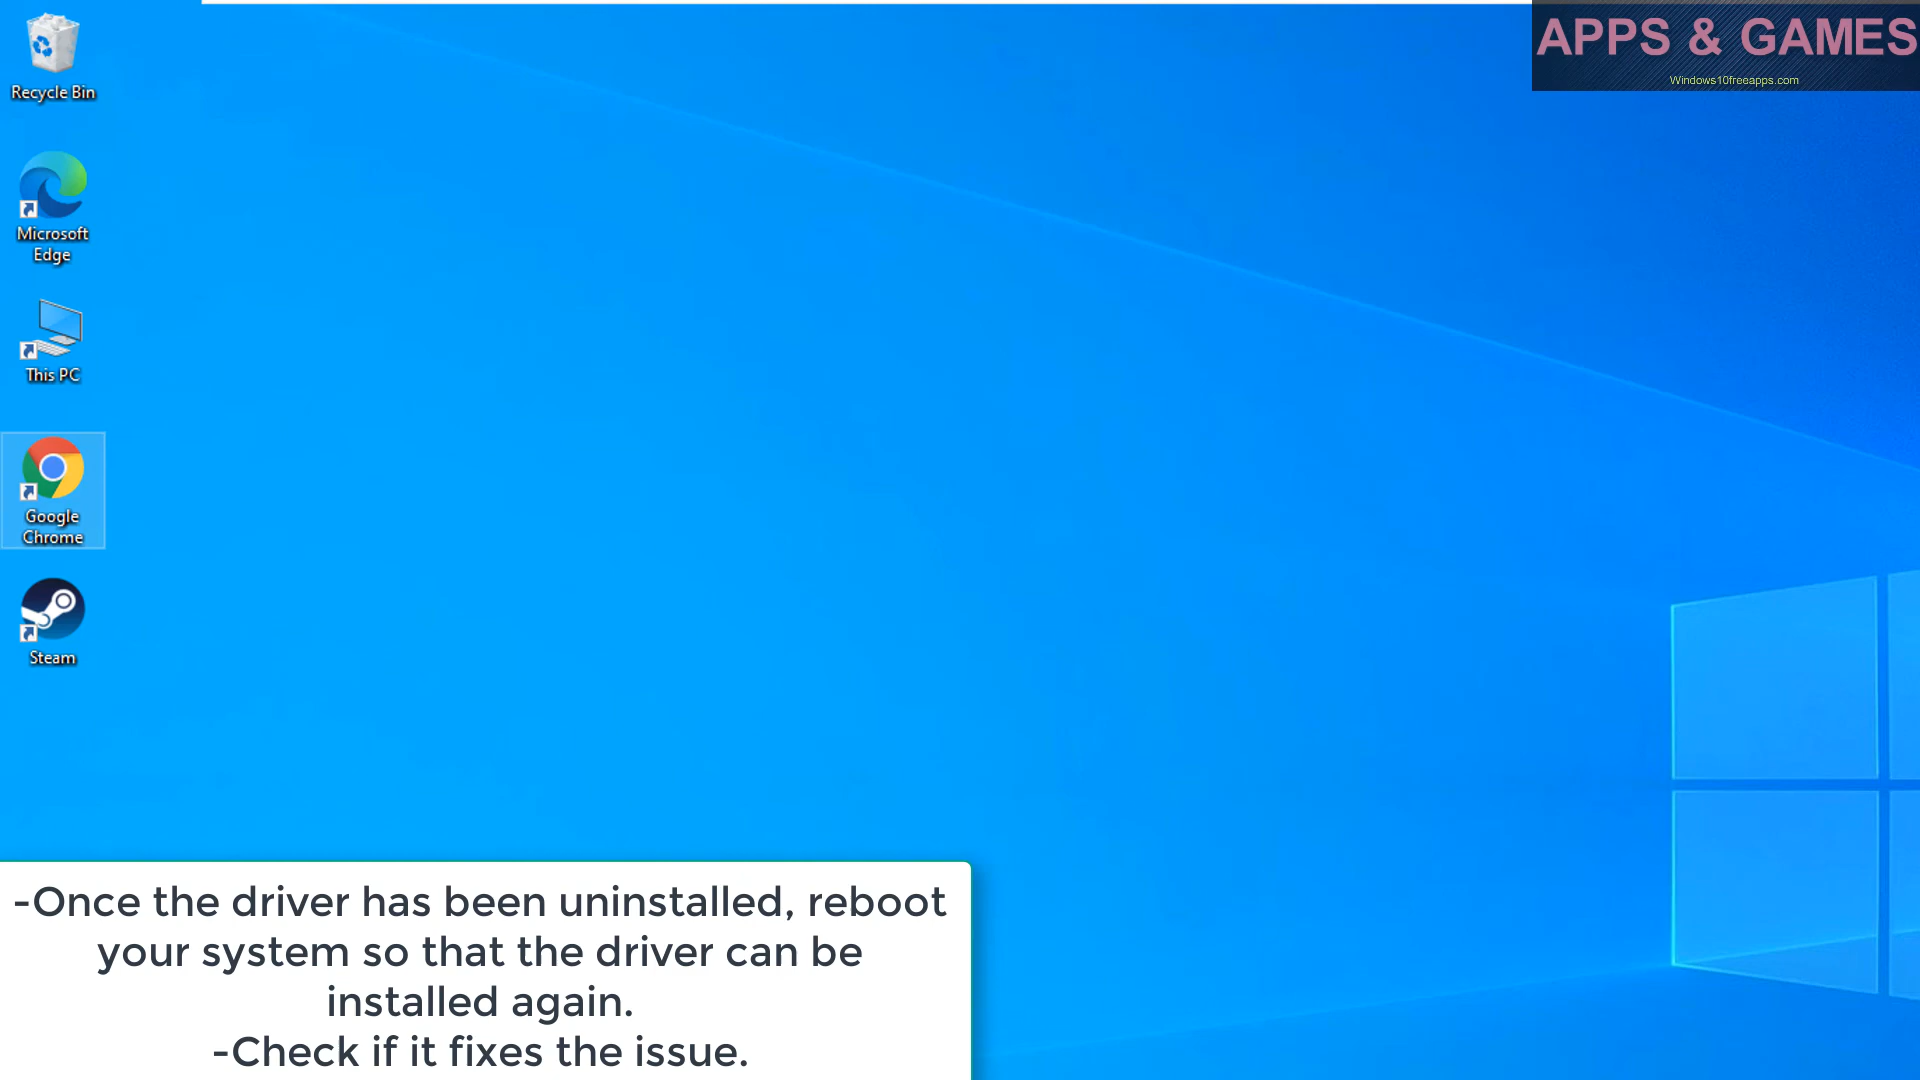 APPS & GAMES
Windows10freeapps.com
Recycle Bin
Microsoft
Edge
This PC
Google
Chrome
Steam
-Once the driver has been uninstalled, reboot
your system so that the driver can be
installed again.
-Check if it fixes the issue.